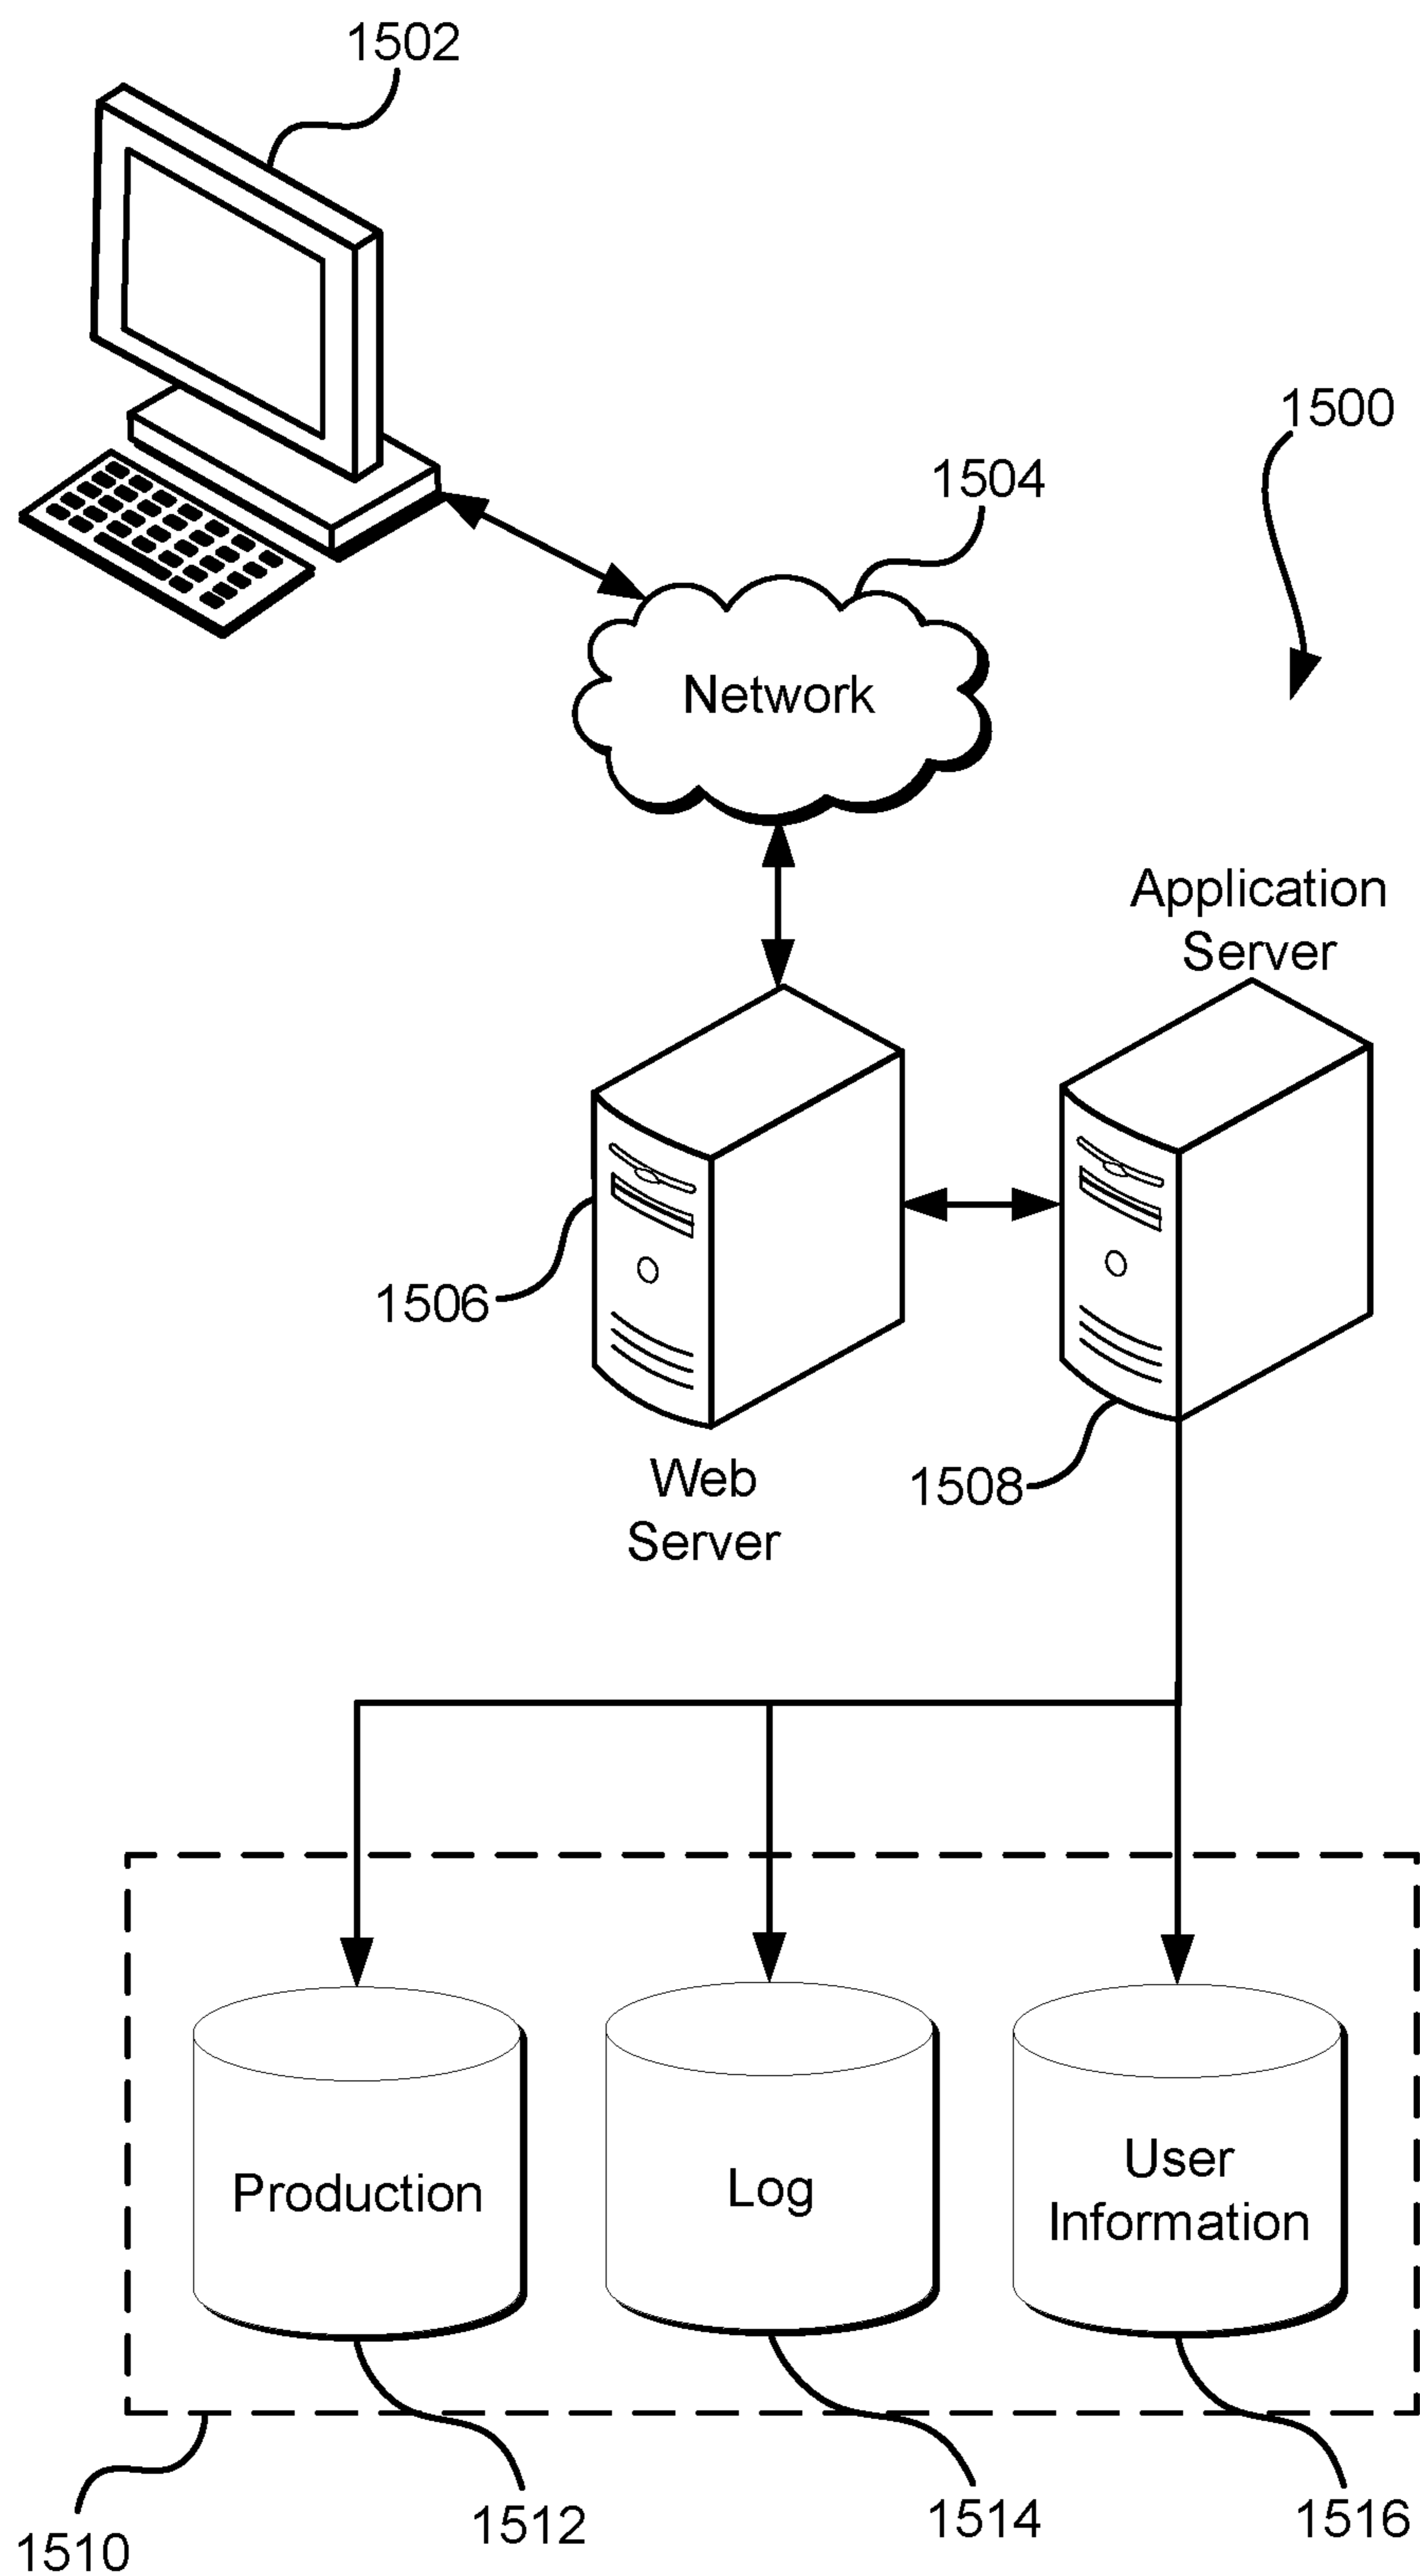 1502
1500
1504
Network
Application
Server
1506
Web
Server
1508
Production
Log
User
Information
1510
1512
1514
1516